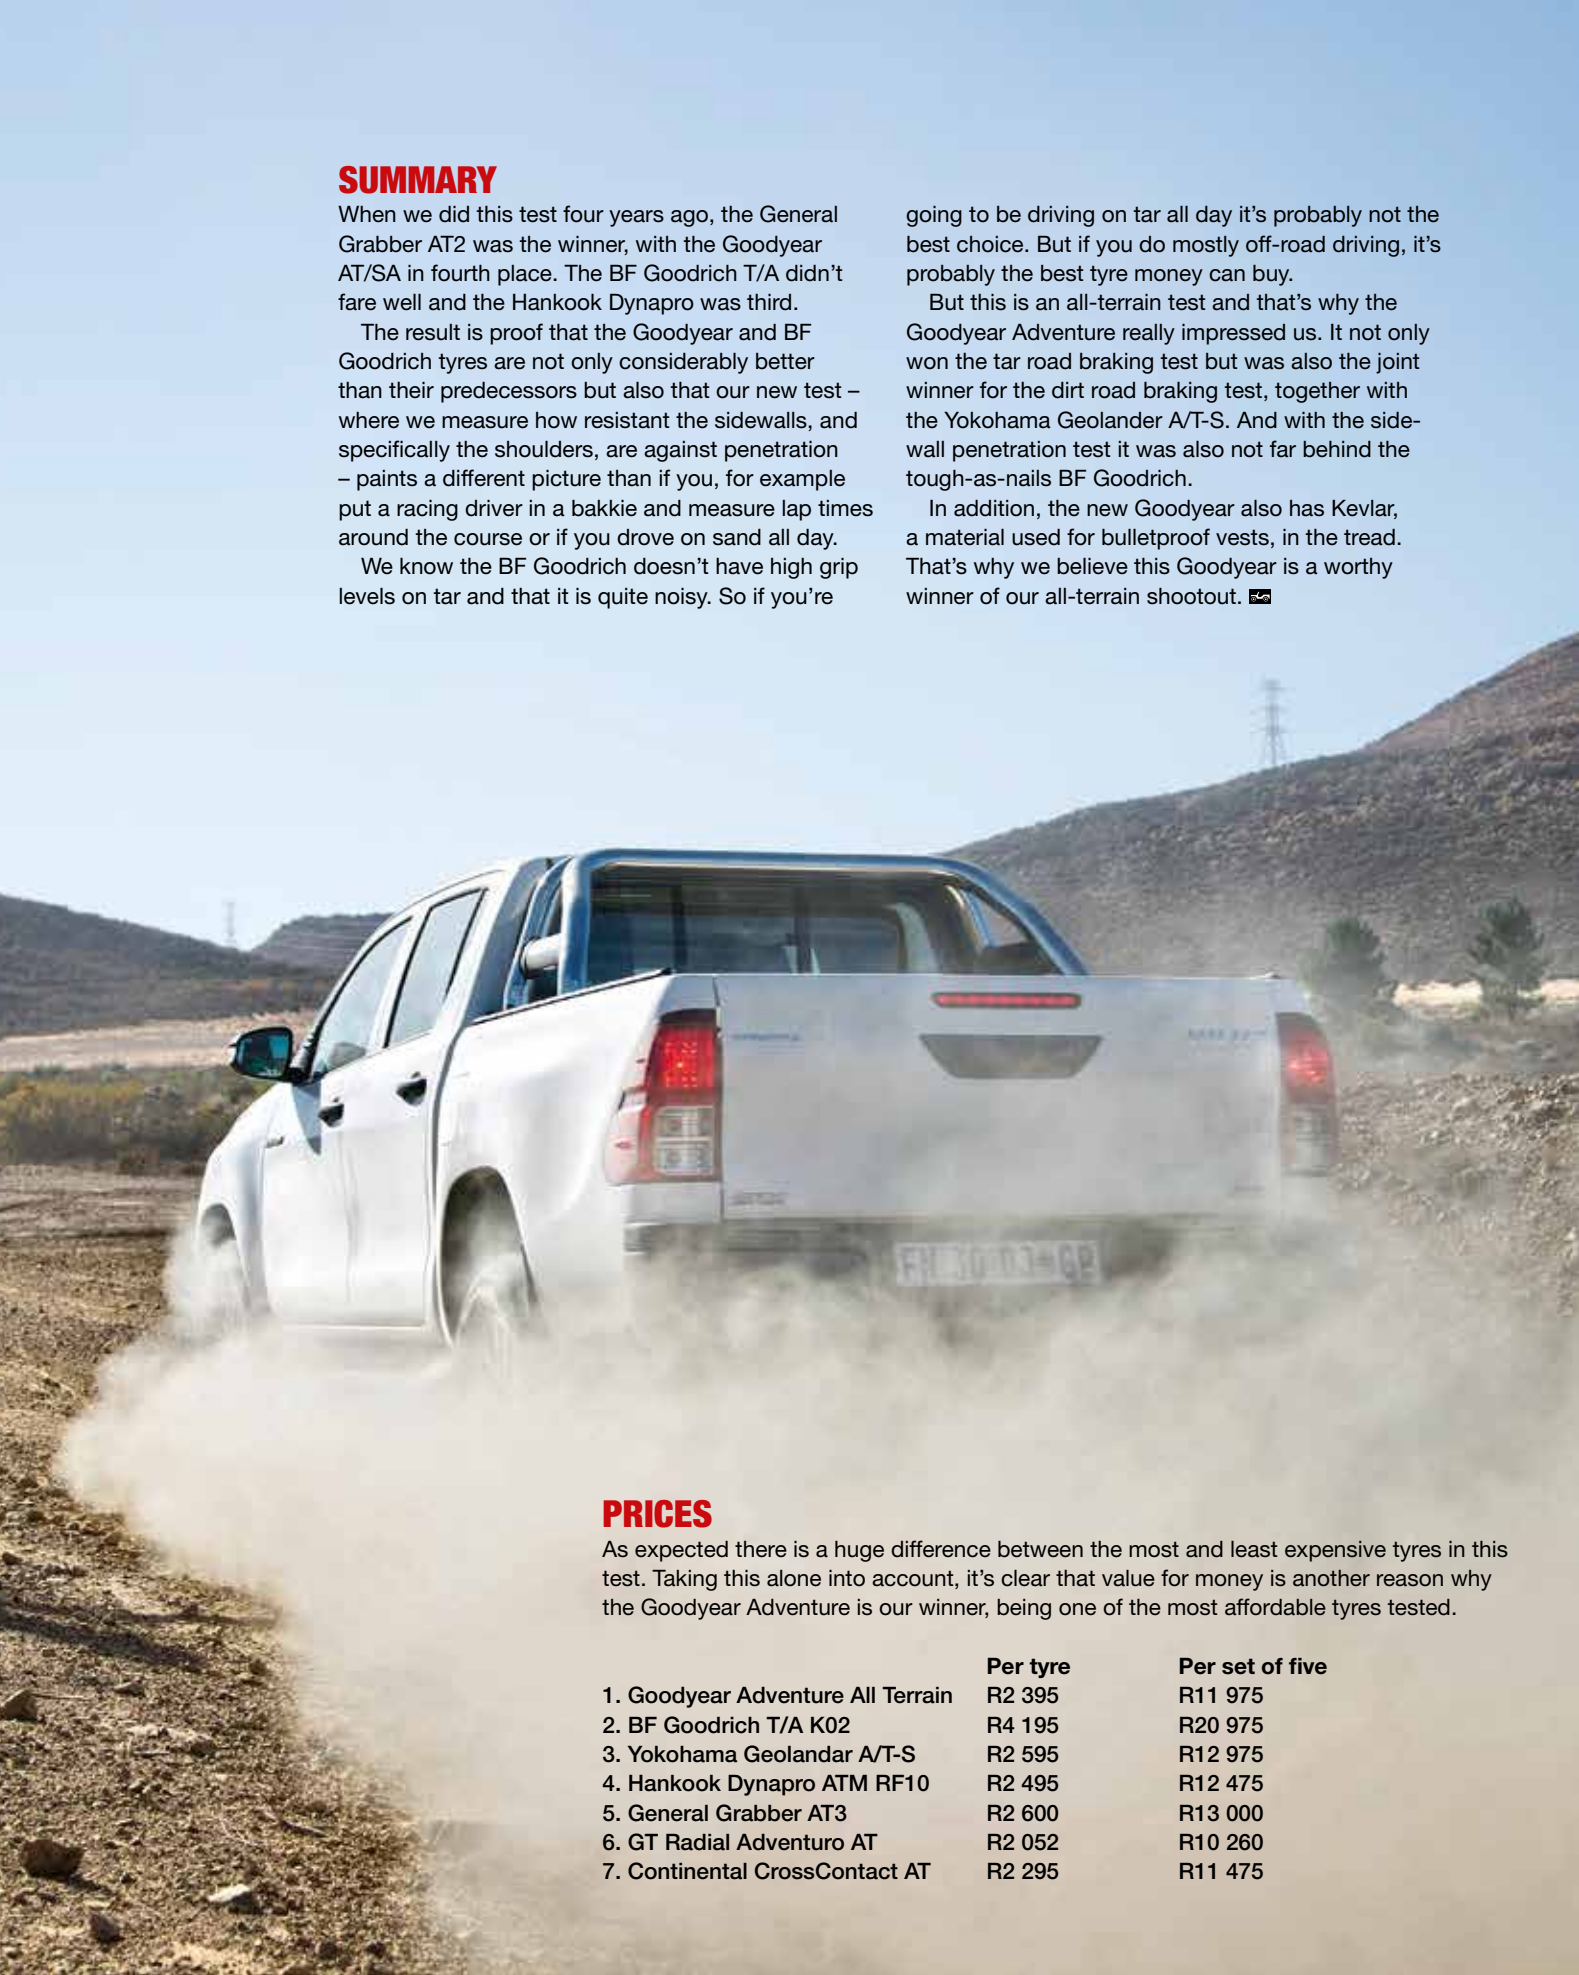 SUMMARY
When we did this test four years ago, the General
Grabber AT2 was the winner, with the Goodyear
AT/SA in fourth place. The BF Goodrich T/A didn’t
fare well and the Hankook Dynapro was third.
The result is proof that the Goodyear and BF
Goodrich tyres are not only considerably better
than their predecessors but also that our new test –
where we measure how resistant the sidewalls, and
specifically the shoulders, are against penetration
– paints a different picture than if you, for example
put a racing driver in a bakkie and measure lap times
around the course or if you drove on sand all day.
We know the BF Goodrich doesn’t have high grip
levels on tar and that it is quite noisy. So if you’re
going to be driving on tar all day it’s probably not the
best choice. But if you do mostly off-road driving, it’s
probably the best tyre money can buy.
But this is an all-terrain test and that’s why the
Goodyear Adventure really impressed us. It not only
won the tar road braking test but was also the joint
winner for the dirt road braking test, together with
the Yokohama Geolander A/T-S. And with the side-
wall penetration test it was also not far behind the
tough-as-nails BF Goodrich.
In addition, the new Goodyear also has Kevlar,
a material used for bulletproof vests, in the tread.
That’s why we believe this Goodyear is a worthy
winner of our all-terrain shootout.
PRICES
As expected there is a huge difference between the most and least expensive tyres in this
test. Taking this alone into account, it’s clear that value for money is another reason why
the Goodyear Adventure is our winner, being one of the most affordable tyres tested.
Per tyre Per set of five
1. Goodyear Adventure All Terrain R2 395 R11 975
2. BF Goodrich T/A K02 R4 195 R20 975
3. Yokohama Geolandar A/T-S R2 595 R12 975
4. Hankook Dynapro ATM RF10 R2 495 R12 475
5. General Grabber AT3 R2 600 R13 000
6. GT Radial Adventuro AT R2 052 R10 260
7. Continental CrossContact AT R2 295 R11 475